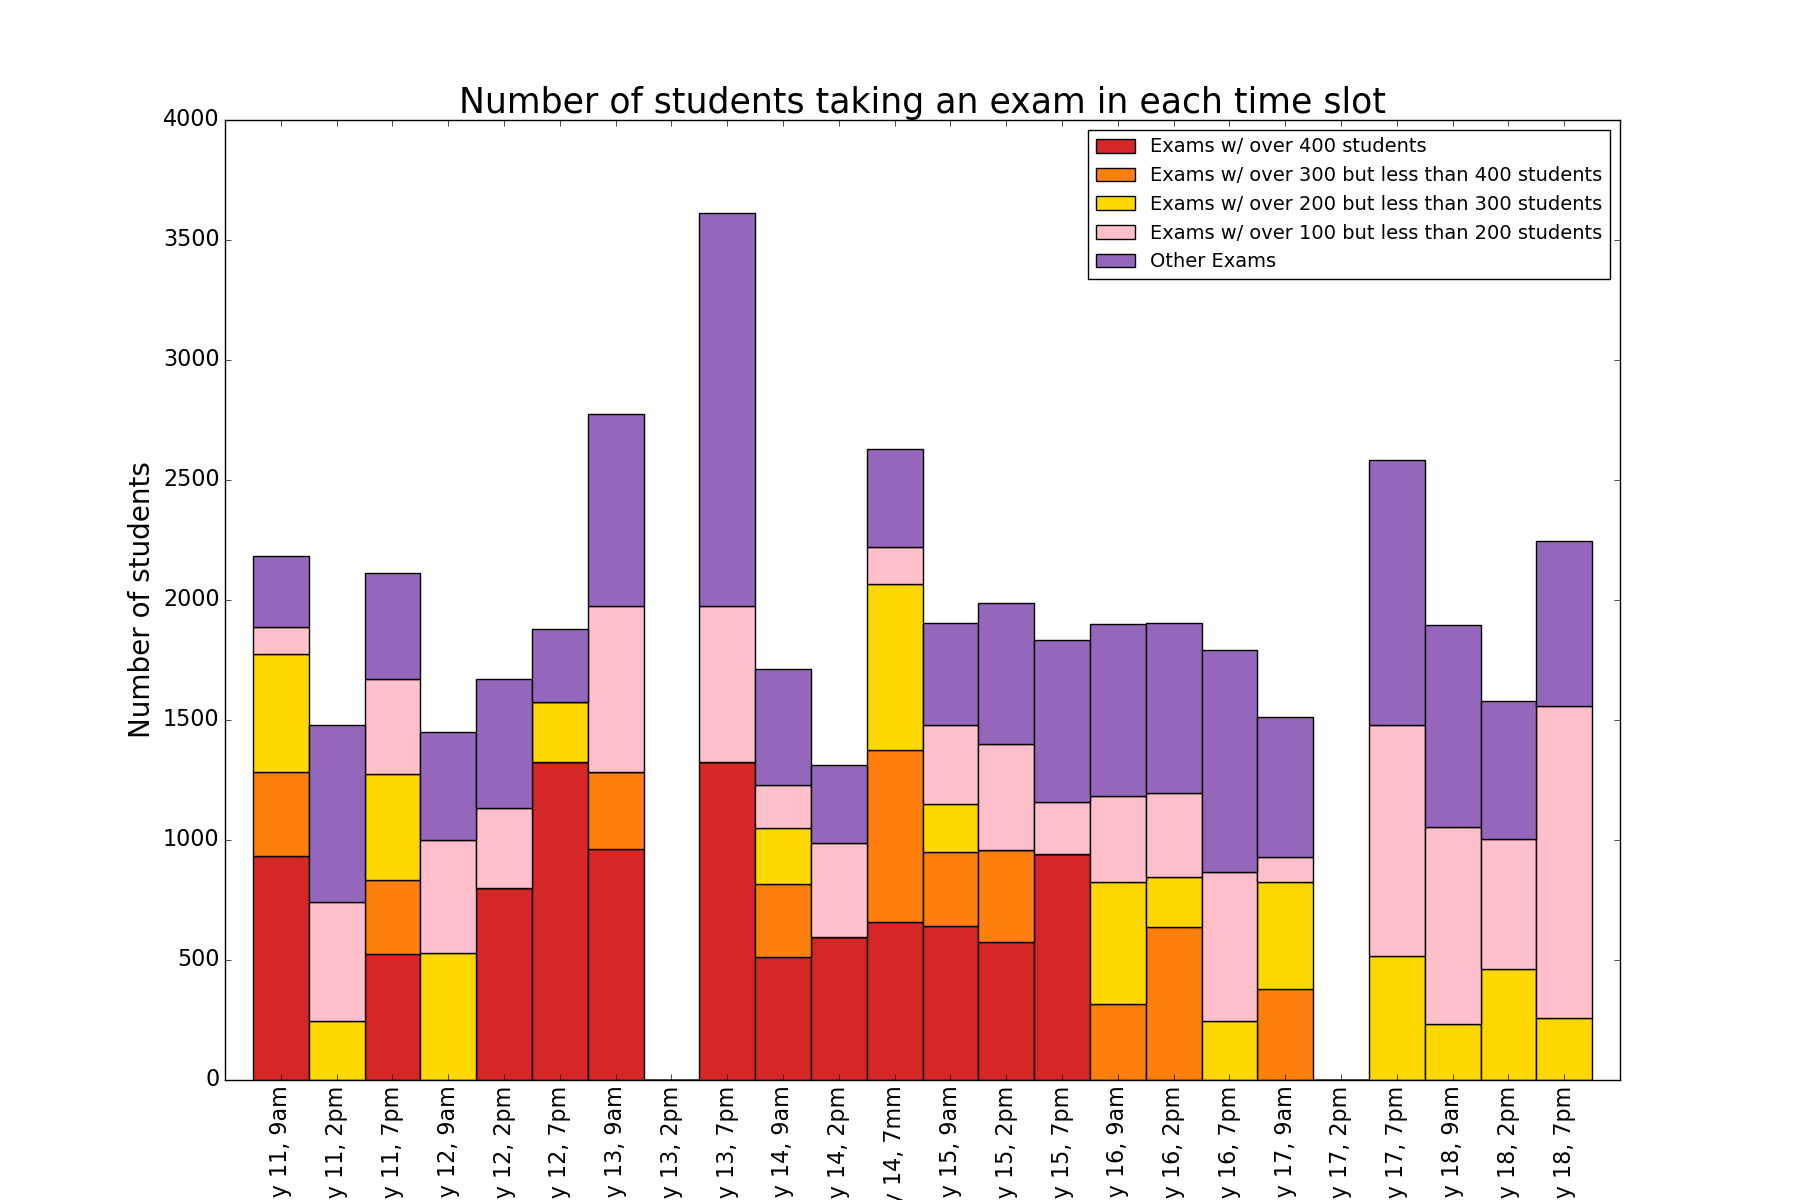 Number of students taking an exam in each time slot
Exams w/ over 400 students
Exams w/ over 300 but less than 400 students
Exams w/ over 200 but less than 300 students
Exams w/ over 100 but less than 200 students
Other Exams
Number of students
4000
3500
3000
2500
2000
1500
1000
500
0
y 11, 9am
y 11, 2pm
y 11, 7pm
y 12, 9am
y 12, 2pm
y 12, 7pm
y 13, 9am
y 13, 2pm
y 13, 7pm
y 14, 9am
y 14, 2pm
y 14, 7mm
y 15, 9am
y 15, 2pm
y 15, 7pm
y 16, 9am
y 16, 2pm
y 16, 7pm
y 17, 9am
y 17, 2pm
y 17, 7pm
y 18, 9am
y 18, 2pm
y 18, 7pm